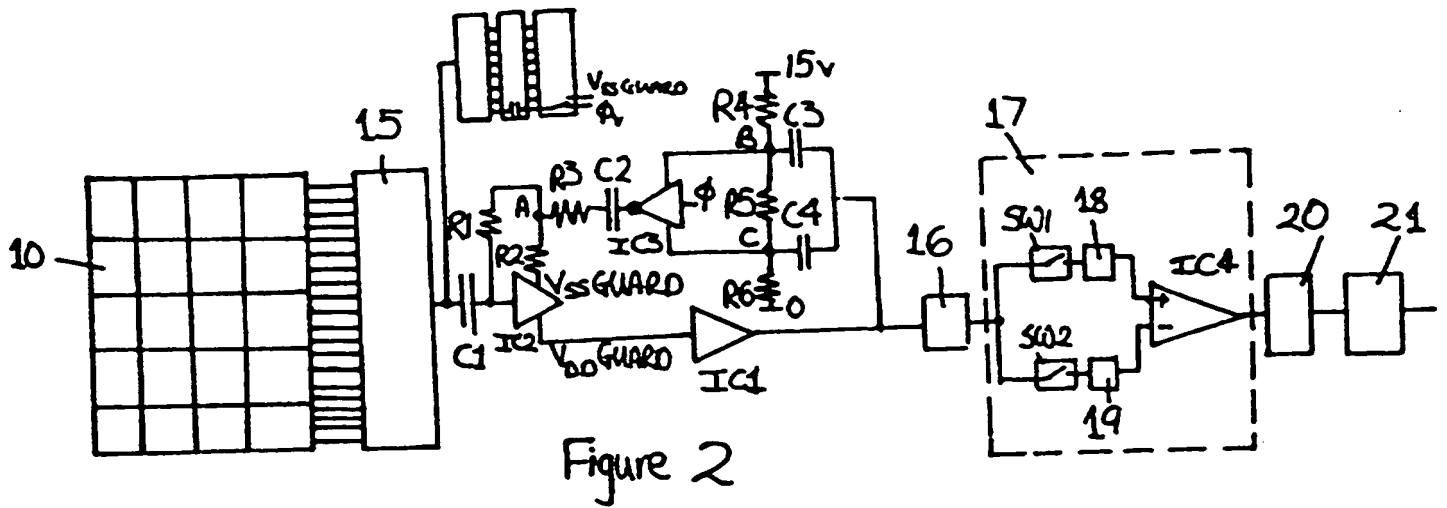 15v
VSSGUARD
A
R4
C3
15
17
B
R3
C2
A
ϕ
R5
C4
R1
IC3
C
SW1
18
16
IC4
20
21
10
R2
R6
0
VSSGUARD
C1
IC2
VDDGUARD
IC1
SW2
+
-
19
Figure 2